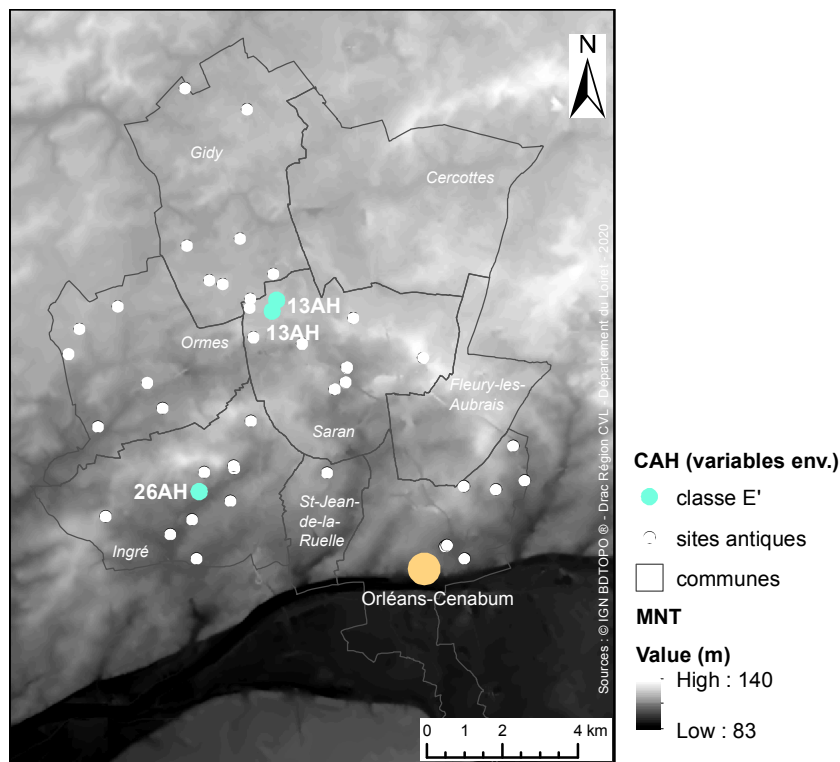 N
Gidy
Cercottes
13AH
13AH
Ormes
Fleury-les-
Aubrais
Saran
26AH
St-Jean-
de-la-
Ruelle
Ingré
Orléans-Cenabum
0 1 2 4 km
Sources : © IGN BDTOPO ® - Drac Région CVL - Département du Loiret - 2020
CAH (variables env.)
classe E'
sites antiques
communes
MNT
Value (m)
High : 140
Low : 83